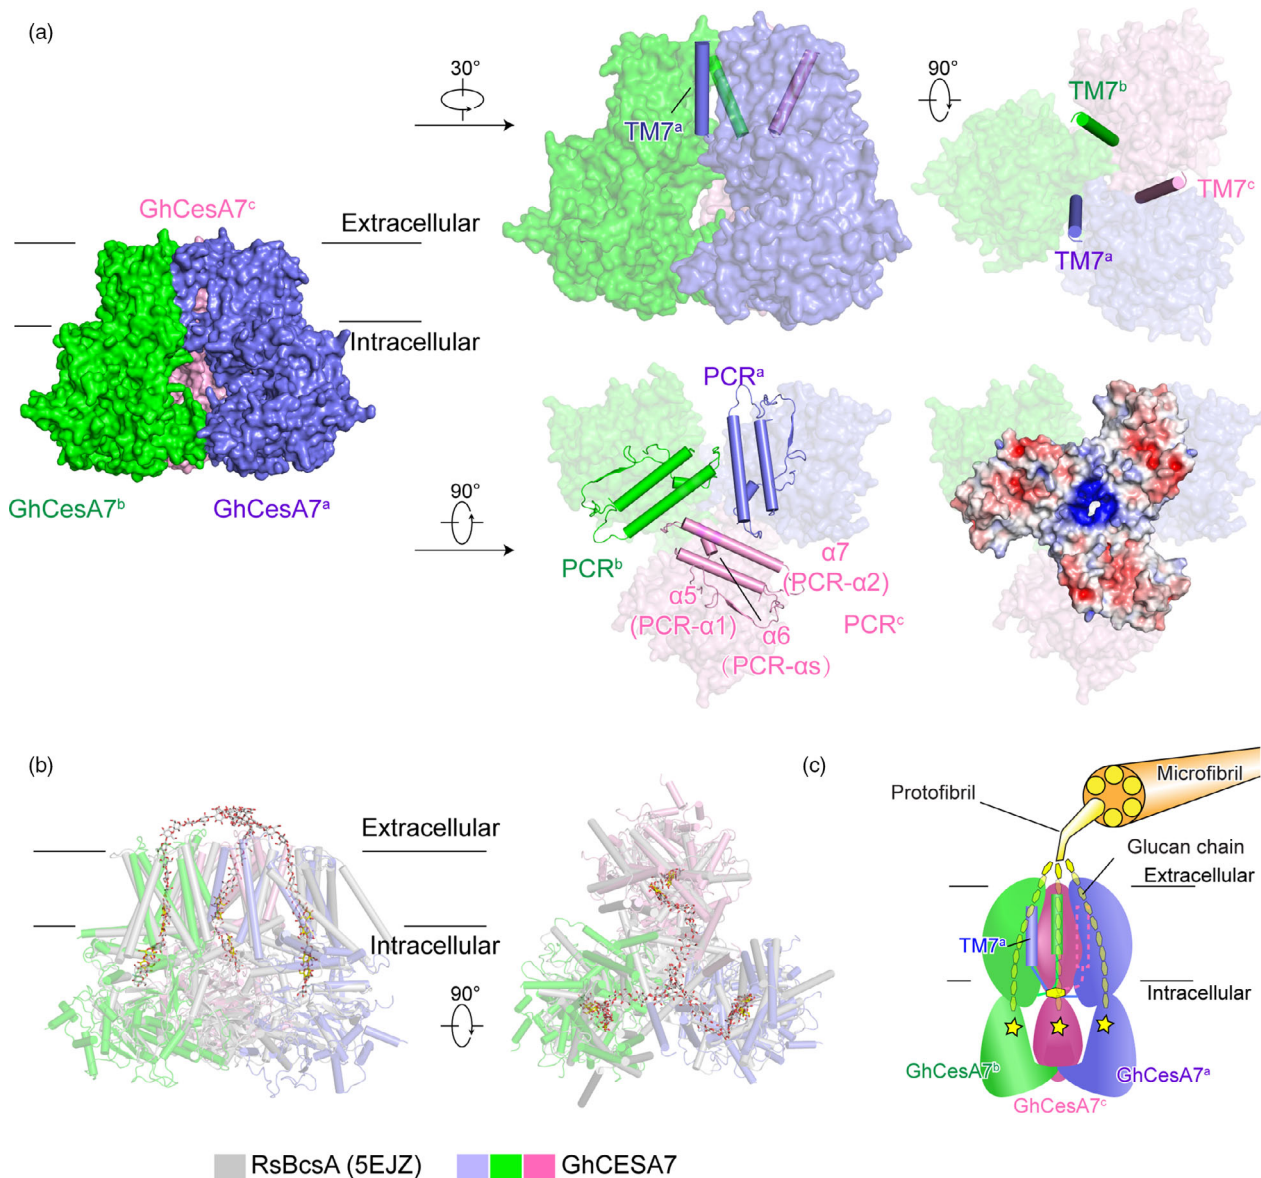 (a)
30°
TM7a
90°
TM7b
TM7c
TM7a
GhCesA7c
Extracellular
Intracellular
GhCesA7b
GhCesA7a
90°
PCRa
PCRb
α7
(PCR-α2)
α5
(PCR-α1)
α6
(PCR-αs)
PCRc
(b)
Extracellular
Intracellular
90°
(c)
Microfibril
Protofibril
Glucan chain
Extracellular
TM7a
Intracellular
GhCesA7b
GhCesA7a
GhCesA7c
RsBcsA (5EJZ)
GhCESA7